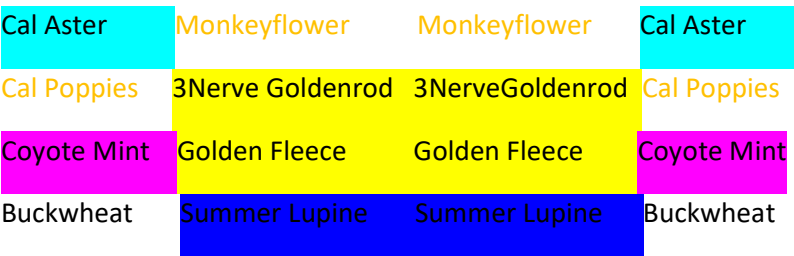 Cal Aster Monkeyflower Monkeyflower Cal Aster
Cal Poppies 3Nerve Goldenrod 3NerveGoldenrod Cal Poppies
Coyote Mint Golden Fleece Golden Fleece Coyote Mint
Buckwheat Summer Lupine Summer Lupine Buckwheat